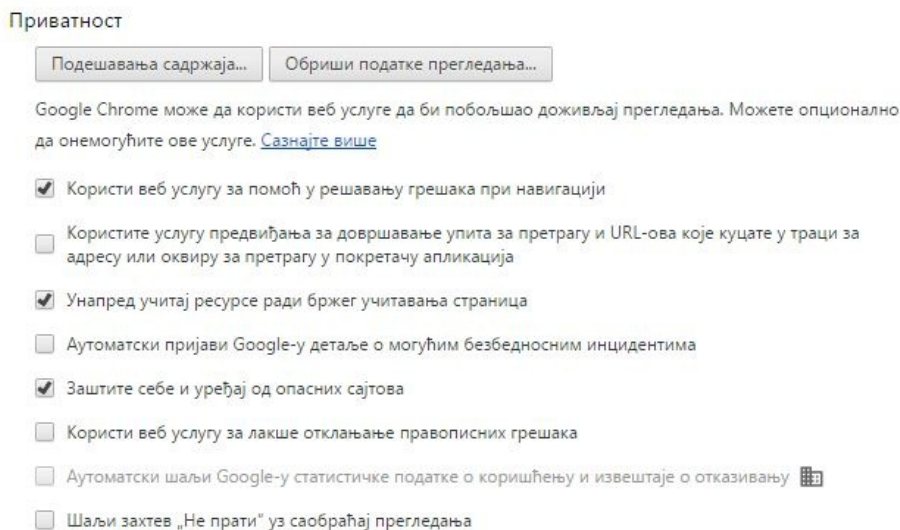 Приватност
Подешавања садржаја... Обриши податке прегледања...
Google Chrome може да користи веб услуге да би побољшао доживљај прегледања. Можете опционално
да онемогућите ове услуге. Сазнајте више
Користи веб услугу за помоћ у решавању грешака при навигацији
Користите услугу предвиђања за довршавање упита за претрагу и URL-ова које куцате у траци за
адресу или оквиру за претрагу у покретачу апликација
Унапред учитај ресурсе ради бржег учитавања страница
Аутоматски пријави Google-у детаље о могућим безбедносним инцидентима
Заштите себе и уређај од опасних сајтова
Користи веб услугу за лакше отклањање правописних грешака
Аутоматски шаљи Google-у статистичке податке о коришћењу и извештаје о отказивању
Шаљи захтев „Не прати“ уз саобраћај прегледања